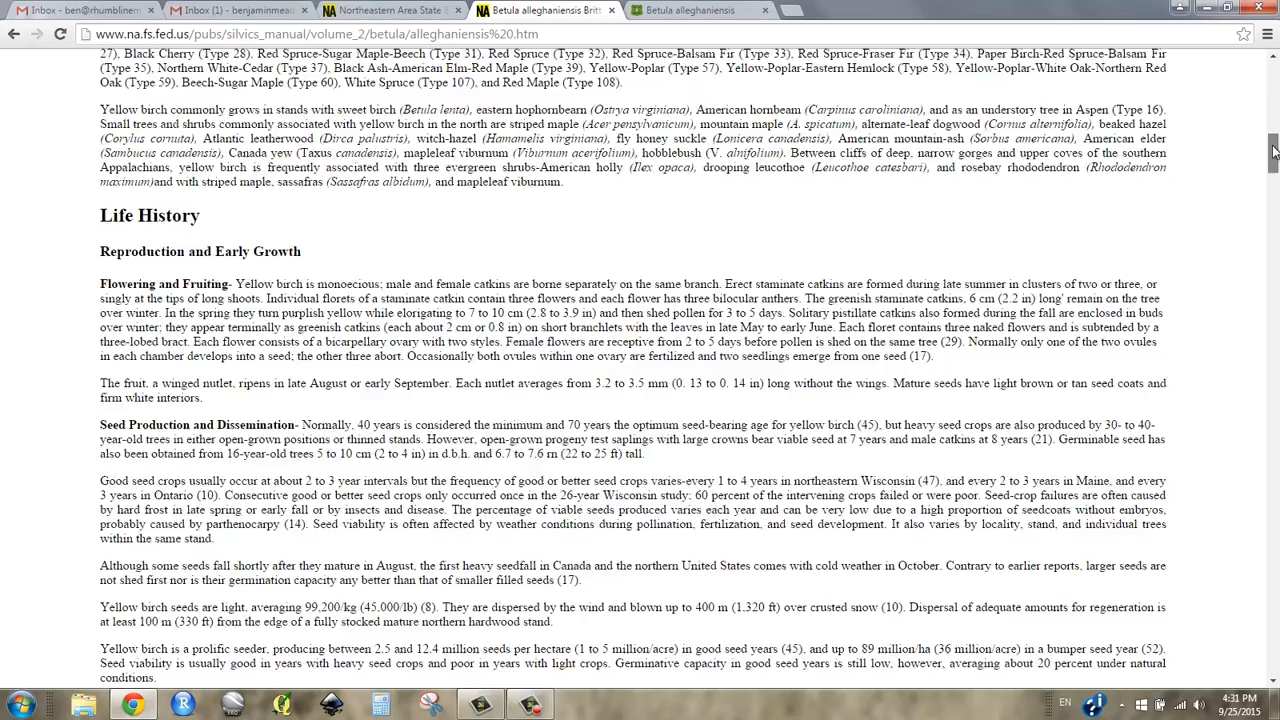 Inbox - ben@rhumblinem
Inbox (1) - benjaminmead
Northeastern Area State &
Betula alleghaniensis Britt
Betula alleghaniensis
www.na.fs.fed.us/pubs/silvics_manual/volume_2/betula/alleghaniensis%20.htm
27), Black Cherry (Type 28). Red Spruce-Sugar Maple-Beech (Type 31). Red Spruce (Type 32). Red Spruce-Balsam Fir (Type 33), Red Spruce-Fraser Fir (Type 34), Paper Birch-Red Spruce-Balsam Fir
(Type 35), Northern White-Cedar (Type 37), Black Ash-American Elm-Red Maple (Type 39), Yellow-Poplar (Type 57), Yellow-Poplar-Eastern Hemlock (Type 58), Yellow-Poplar-White Oak-Northern Red
Oak (Type 59), Beech-Sugar Maple (Type 60), White Spruce (Type 107), and Red Maple (Type 108).
Yellow birch commonly grows in stands with sweet birch (Betula lenta), eastern hophornbeam (Ostrya virginiana), American hornbeam (Carpinus caroliniana), and as an understory tree in Aspen (Type 16).
Small trees and shrubs commonly associated with yellow birch in the north are striped maple (Acer pensylvanicum), mountain maple (A. spicatum), alternate-leaf dogwood (Cornus alternifolia), beaked hazel
(Corylus cornuta), Atlantic leatherwood (Dirca palustris), witch-hazel (Hamamelis virginiana), fly honey suckle (Lonicera canadensis), American mountain-ash (Sorbus americana), American elder
(Sambucus canadensis), Canada yew (Taxus canadensis), mapleleaf viburnum (Viburnum acerifolium), hobblebush (V. alnifolium). Between cliffs of deep, narrow gorges and upper coves of the southern
Appalachians, yellow birch is frequently associated with three evergreen shrubs-American holly (Ilex opaca), drooping leucothoe (Leucothoe catesbari), and rosebay rhododendron (Rhododendron
maximum)and with striped maple, sassafras (Sassafras albidum), and mapleleaf viburnum.
Life History
Reproduction and Early Growth
Flowering and Fruiting- Yellow birch is monoecious; male and female catkins are borne separately on the same branch. Erect staminate catkins are formed during late summer in clusters of two or three, or
singly at the tips of long shoots. Individual florets of a staminate catkin contain three flowers and each flower has three bilocular anthers. The greenish staminate catkins, 6 cm (2.2 in) long' remain on the tree
over winter. In the spring they turn purplish yellow while elorigating to 7 to 10 cm (2.8 to 3.9 in) and then shed pollen for 3 to 5 days. Solitary pistillate catkins also formed during the fall are enclosed in buds
over winter; they appear terminally as greenish catkins (each about 2 cm or 0.8 in) on short branchlets with the leaves in late May to early June. Each floret contains three naked flowers and is subtended by a
three-lobed bract. Each flower consists of a bicarpellary ovary with two styles. Female flowers are receptive from 2 to 5 days before pollen is shed on the same tree (29). Normally only one of the two ovules
in each chamber develops into a seed; the other three abort. Occasionally both ovules within one ovary are fertilized and two seedlings emerge from one seed (17).
The fruit, a winged nutlet, ripens in late August or early September. Each nutlet averages from 3.2 to 3.5 mm (0. 13 to 0. 14 in) long without the wings. Mature seeds have light brown or tan seed coats and
firm white interiors.
Seed Production and Dissemination- Normally, 40 years is considered the minimum and 70 years the optimum seed-bearing age for yellow birch (45), but heavy seed crops are also produced by 30- to 40-
year-old trees in either open-grown positions or thinned stands. However, open-grown progeny test saplings with large crowns bear viable seed at 7 years and male catkins at 8 years (21). Germinable seed has
also been obtained from 16-year-old trees 5 to 10 cm (2 to 4 in) in d.b.h. and 6.7 to 7.6 rn (22 to 25 ft) tall.
Good seed crops usually occur at about 2 to 3 year intervals but the frequency of good or better seed crops varies-every 1 to 4 years in northeastern Wisconsin (47), and every 2 to 3 years in Maine, and every
3 years in Ontario (10). Consecutive good or better seed crops only occurred once in the 26-year Wisconsin study; 60 percent of the intervening crops failed or were poor. Seed-crop failures are often caused
by hard frost in late spring or early fall or by insects and disease. The percentage of viable seeds produced varies each year and can be very low due to a high proportion of seedcoats without embryos,
probably caused by parthenocarpy (14). Seed viability is often affected by weather conditions during pollination, fertilization, and seed development. It also varies by locality, stand, and individual trees
within the same stand.
Although some seeds fall shortly after they mature in August, the first heavy seedfall in Canada and the northern United States comes with cold weather in October. Contrary to earlier reports, larger seeds are
not shed first nor is their germination capacity any better than that of smaller filled seeds (17).
Yellow birch seeds are light, averaging 99,200/kg (45,000/lb) (8). They are dispersed by the wind and blown up to 400 m (1,320 ft) over crusted snow (10). Dispersal of adequate amounts for regeneration is
at least 100 m (330 ft) from the edge of a fully stocked mature northern hardwood stand.
Yellow birch is a prolific seeder, producing between 2.5 and 12.4 million seeds per hectare (1 to 5 million/acre) in good seed years (45), and up to 89 million/ha (36 million/acre) in a bumper seed year (52).
Seed viability is usually good in years with heavy seed crops and poor in years with light crops. Germinative capacity in good seed years is still low, however, averaging about 20 percent under natural
conditions.
EN
4:31 PM
9/25/2015